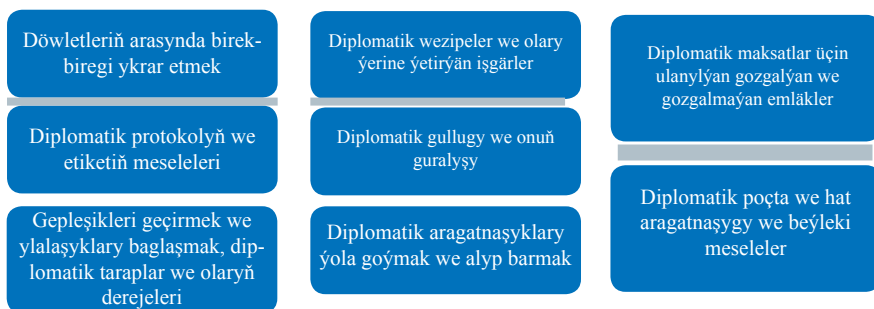 Döwletleriň arasynda birek-
biregi ykrar etmek
Diplomatik protokolyň we
etiketiň meseleleri
Gepleşikleri geçirmek we
ylalaşyklary baglaşmak, dip-
lomatik taraplar we olaryň
derejeleri
Diplomatik wezipeler we olary
ýerine ýetirýän işgärler
Diplomatik gullugy we onuň
guralyşy
Diplomatik aragatnaşyklary
ýola goýmak we alyp barmak
Diplomatik maksatlar üçin
ulanylýan gozgalýan we
gozgalmaýan emläkler
Diplomatik poçta we hat
aragatnaşygy we beýleki
meseleler